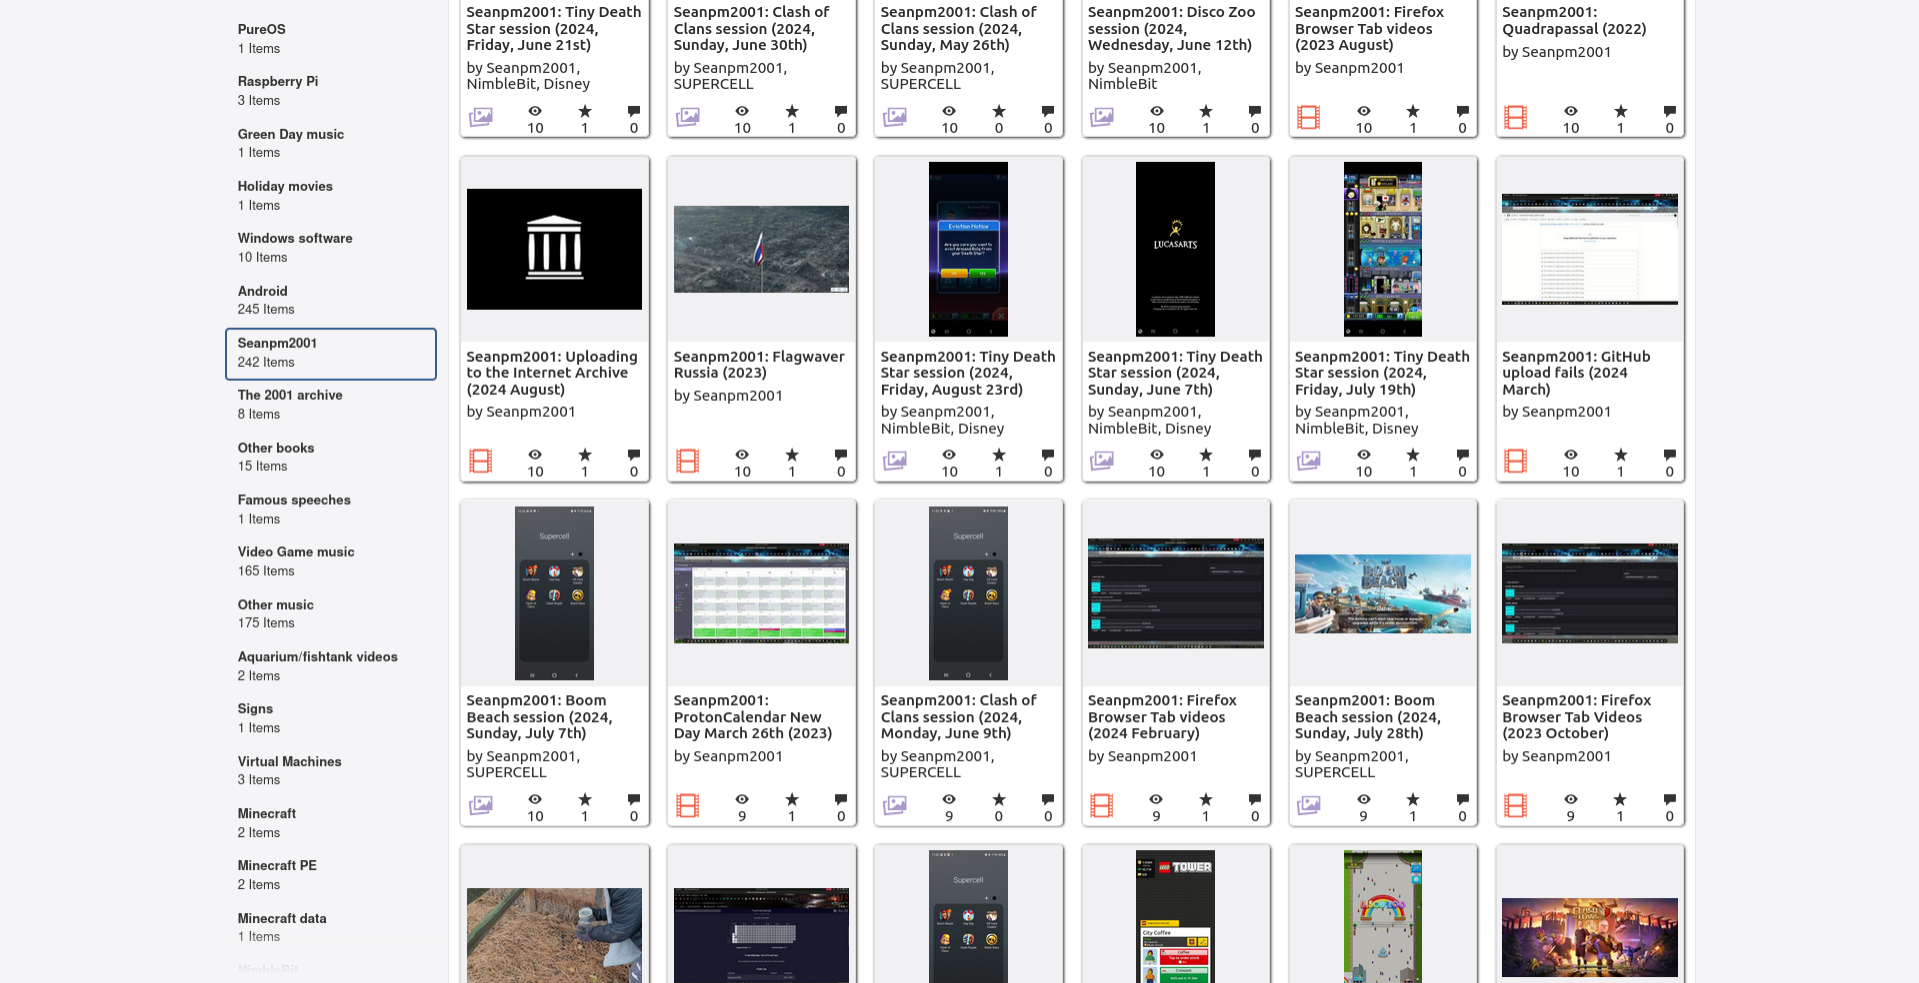 PureOS
1 Items
Raspberry Pi
3 Items
Green Day music
1 Items
Holiday movies
1 Items
Windows software
10 Items
Android
245 Items
Seanpm2001
242 Items
The 2001 archive
8 Items
Other books
15 Items
Famous speeches
1 Items
Video Game music
165 Items
Other music
175 Items
Aquarium/fishtank videos
2 Items
Signs
1 Items
Virtual Machines
3 Items
Minecraft
2 Items
Minecraft PE
2 Items
Minecraft data
1 Items
NimbleBit
Seanpm2001: Tiny Death
Star session (2024,
Friday, June 21st)
by Seanpm2001,
NimbleBit, Disney
10
1
0
Seanpm2001: Clash of
Clans session (2024,
Sunday, June 30th)
by Seanpm2001,
SUPERCELL
10
1
0
Seanpm2001: Clash of
Clans session (2024,
Sunday, May 26th)
by Seanpm2001,
SUPERCELL
10
0
0
Seanpm2001: Disco Zoo
session (2024,
Wednesday, June 12th)
by Seanpm2001,
NimbleBit
10
1
0
Seanpm2001: Firefox
Browser Tab videos
(2023 August)
by Seanpm2001
10
1
0
Seanpm2001:
Quadrapassal (2022)
by Seanpm2001
10
1
0
Seanpm2001: Uploading
to the Internet Archive
(2024 August)
by Seanpm2001
10
1
0
Seanpm2001: Flagwaver
Russia (2023)
by Seanpm2001
10
1
0
Eviction Notice
Seanpm2001: Tiny Death
Star session (2024,
Friday, August 23rd)
by Seanpm2001,
NimbleBit, Disney
10
1
0
LUCASARTS
Seanpm2001: Tiny Death
Star session (2024,
Sunday, June 7th)
by Seanpm2001,
NimbleBit, Disney
10
1
0
Seanpm2001: Tiny Death
Star session (2024,
Friday, July 19th)
by Seanpm2001,
NimbleBit, Disney
10
1
0
Seanpm2001: GitHub
upload fails (2024
March)
by Seanpm2001
10
1
0
Supercell
Seanpm2001: Boom
Beach session (2024,
Sunday, July 7th)
by Seanpm2001,
SUPERCELL
10
1
0
Seanpm2001:
ProtonCalendar New
Day March 26th (2023)
by Seanpm2001
9
1
0
Supercell
Seanpm2001: Clash of
Clans session (2024,
Monday, June 9th)
by Seanpm2001,
SUPERCELL
9
0
0
Seanpm2001: Firefox
Browser Tab videos
(2024 February)
by Seanpm2001
9
1
0
BOOM
BEACH
Seanpm2001: Boom
Beach session (2024,
Sunday, July 28th)
by Seanpm2001,
SUPERCELL
9
1
0
Seanpm2001: Firefox
Browser Tab Videos
(2023 October)
by Seanpm2001
9
1
0
Supercell
LEGO TOWER
City Coffee
Coffee
DISCO ZOO
CLASH
CLANS